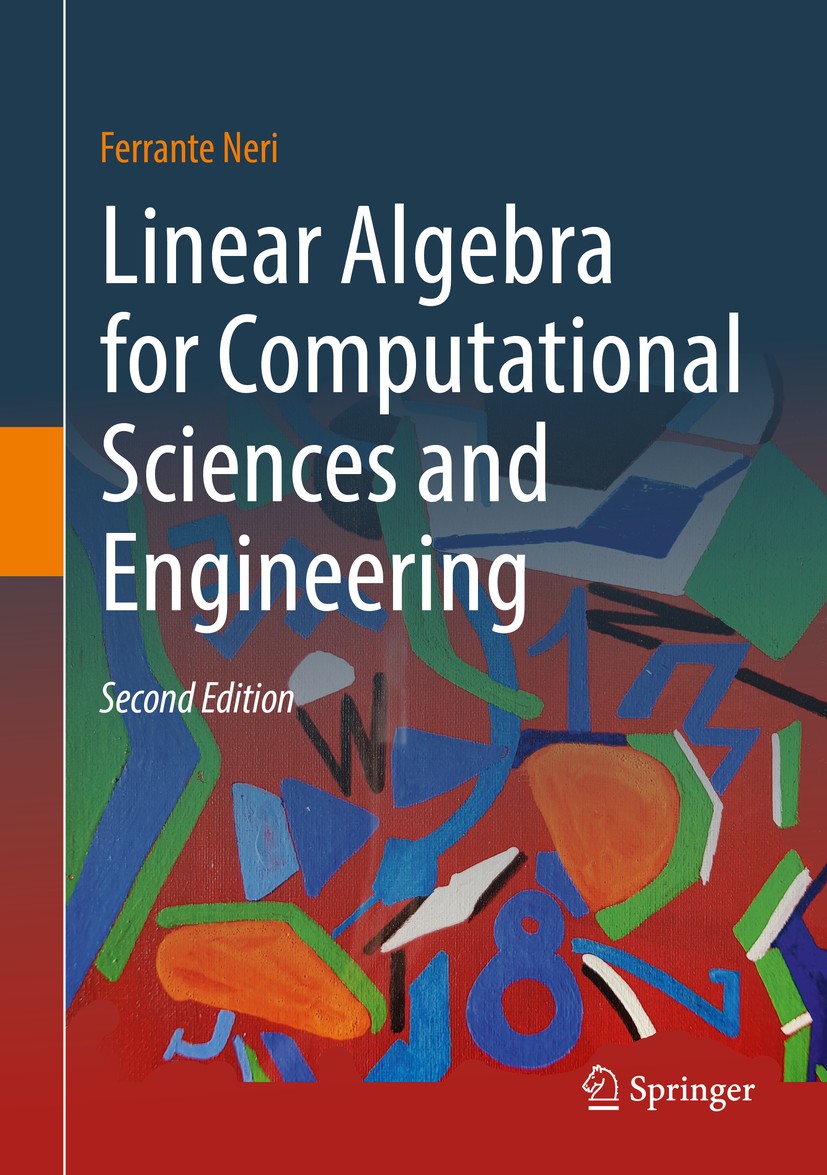 Ferrante Neri
Linear Algebra
for Computational
Sciences and
Engineering
Second Edition
Springer